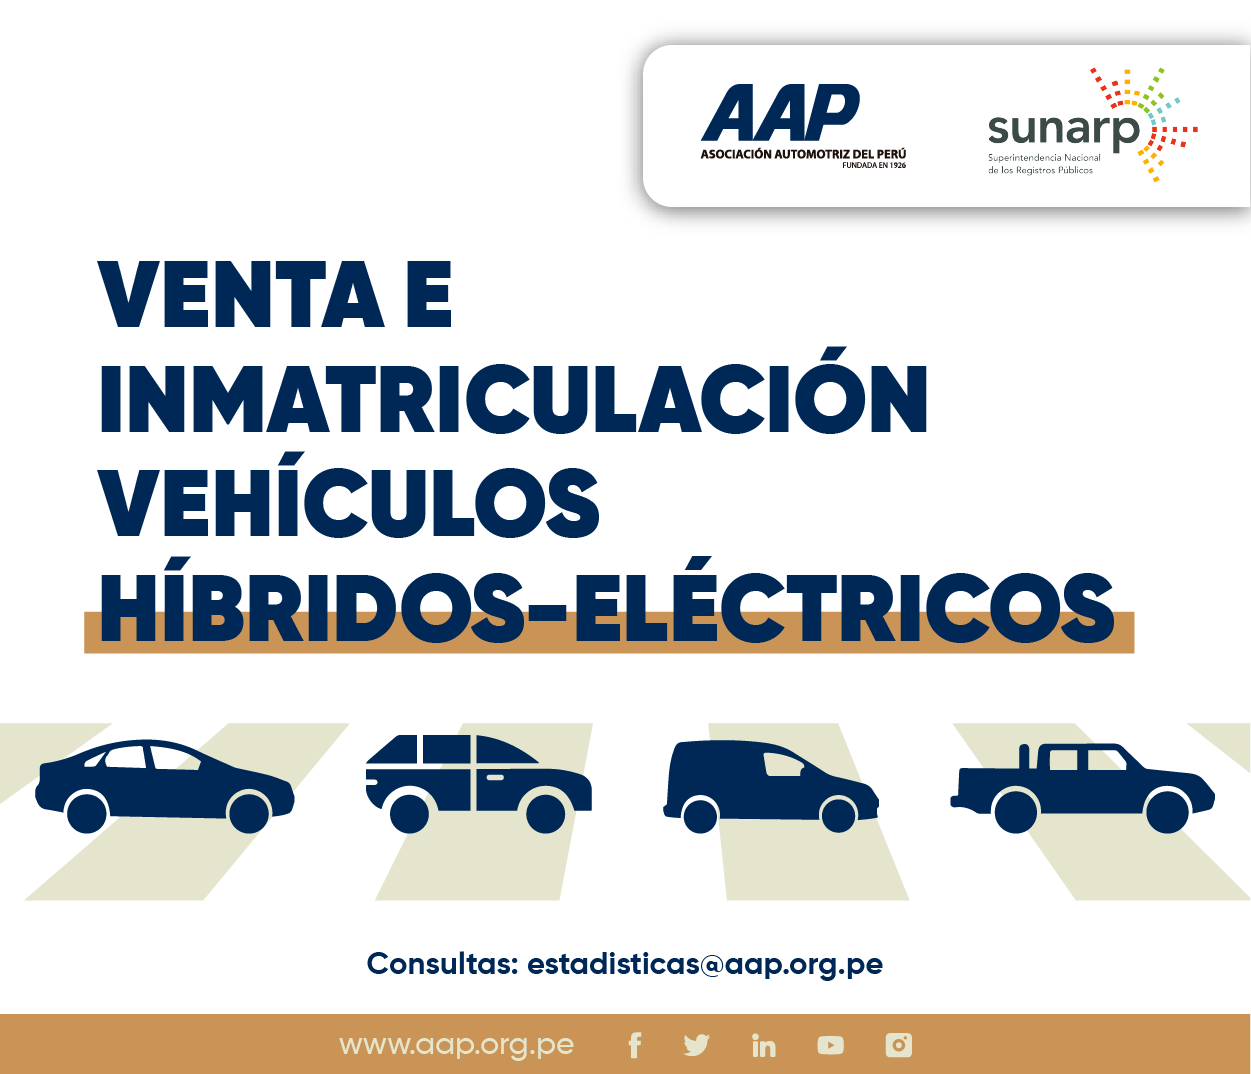 AAP
ASOCIACIÓN AUTOMOTRIZ DEL PERÚ
FUNDADA EN 1926
sunarp
Superintendencia Nacional
de los Registros Públicos
VENTA E
INMATRICULACIÓN
VEHÍCULOS
HÍBRIDOS-ELÉCTRICOS
Consultas: estadisticas@aap.org.pe
www.aap.org.pe